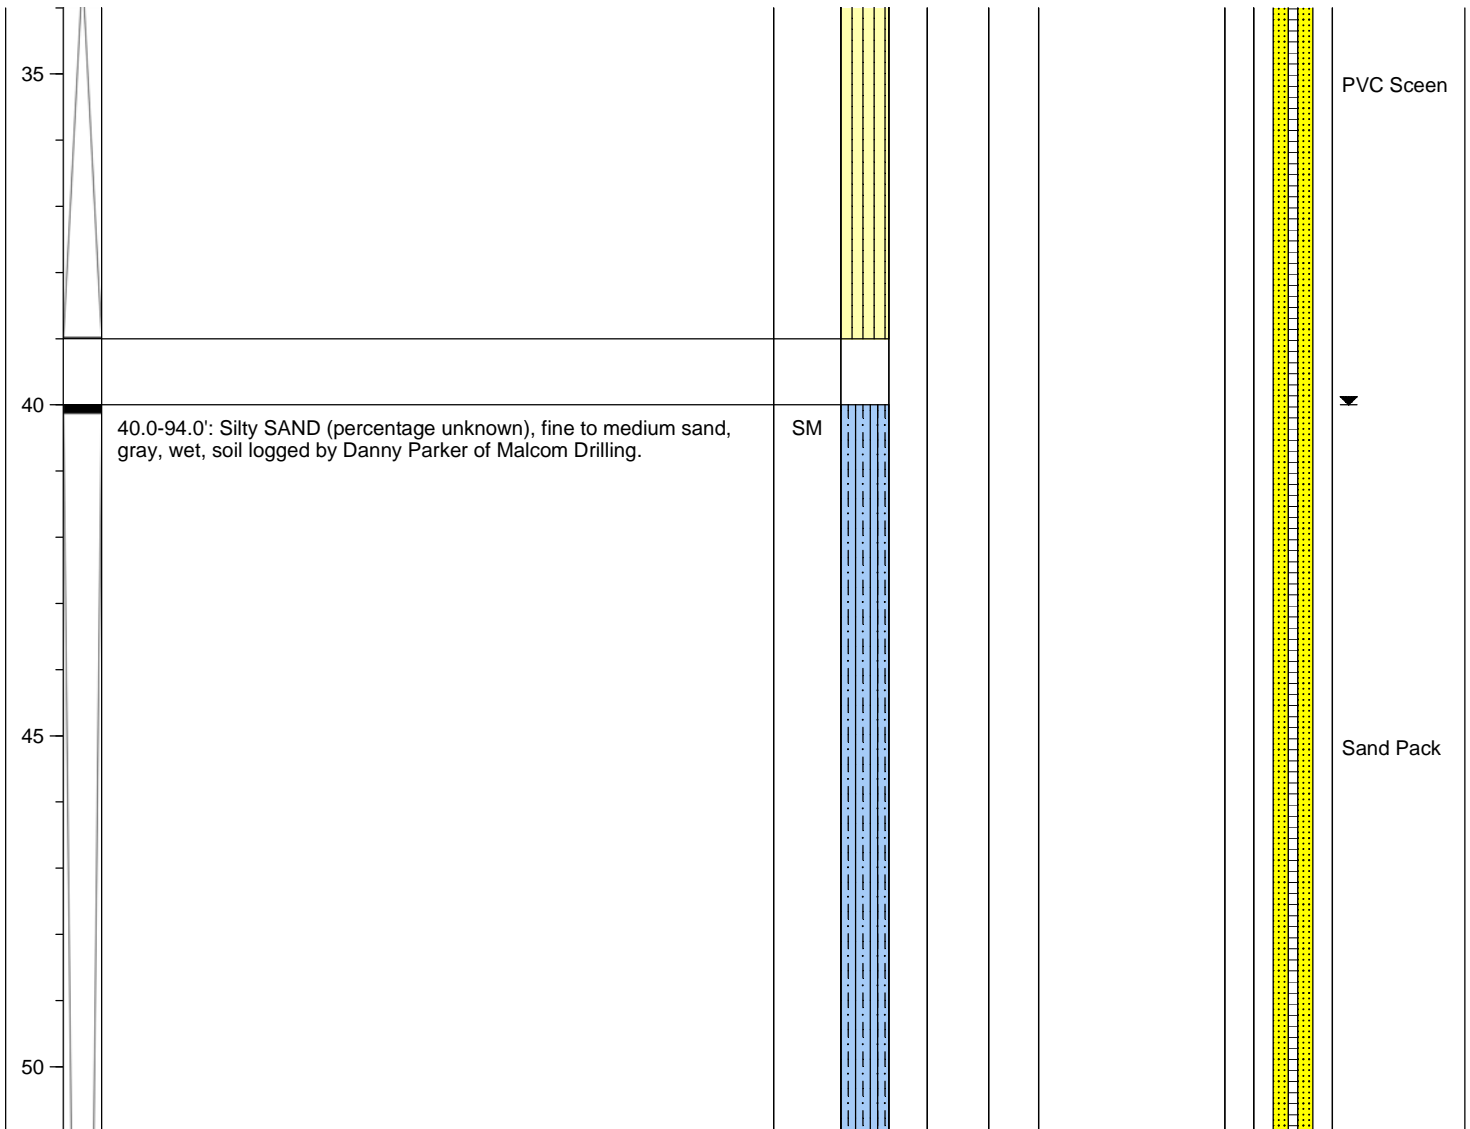 35
PVC Sceen
40
40.0-94.0': Silty SAND (percentage unknown), fine to medium sand,
gray, wet, soil logged by Danny Parker of Malcom Drilling.
SM
45
Sand Pack
50